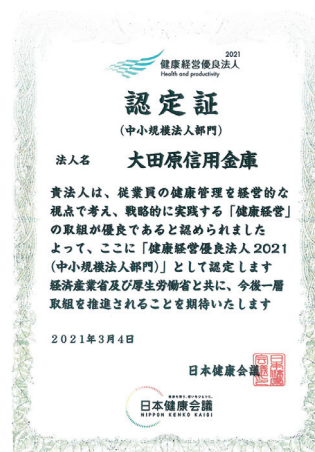 2021
健康経営優良法人
Health and productivity
認定証
(中小規模法人部門)
法人名 大田原信用金庫
貴法人は、従業員の健康管理を経営的な
視点で考え、戦略的に実践する「健康経営」
の取組が優良であると認められました
よって、ここに「健康経営優良法人2021
(中小規模法人部門)」として認定します
経済産業省及び厚生労働省と共に、今後一層
取組を推進されることを期待いたします
2021年3月4日
日本健康会議
日本健康会議
NIPPON KENKO KAIGI